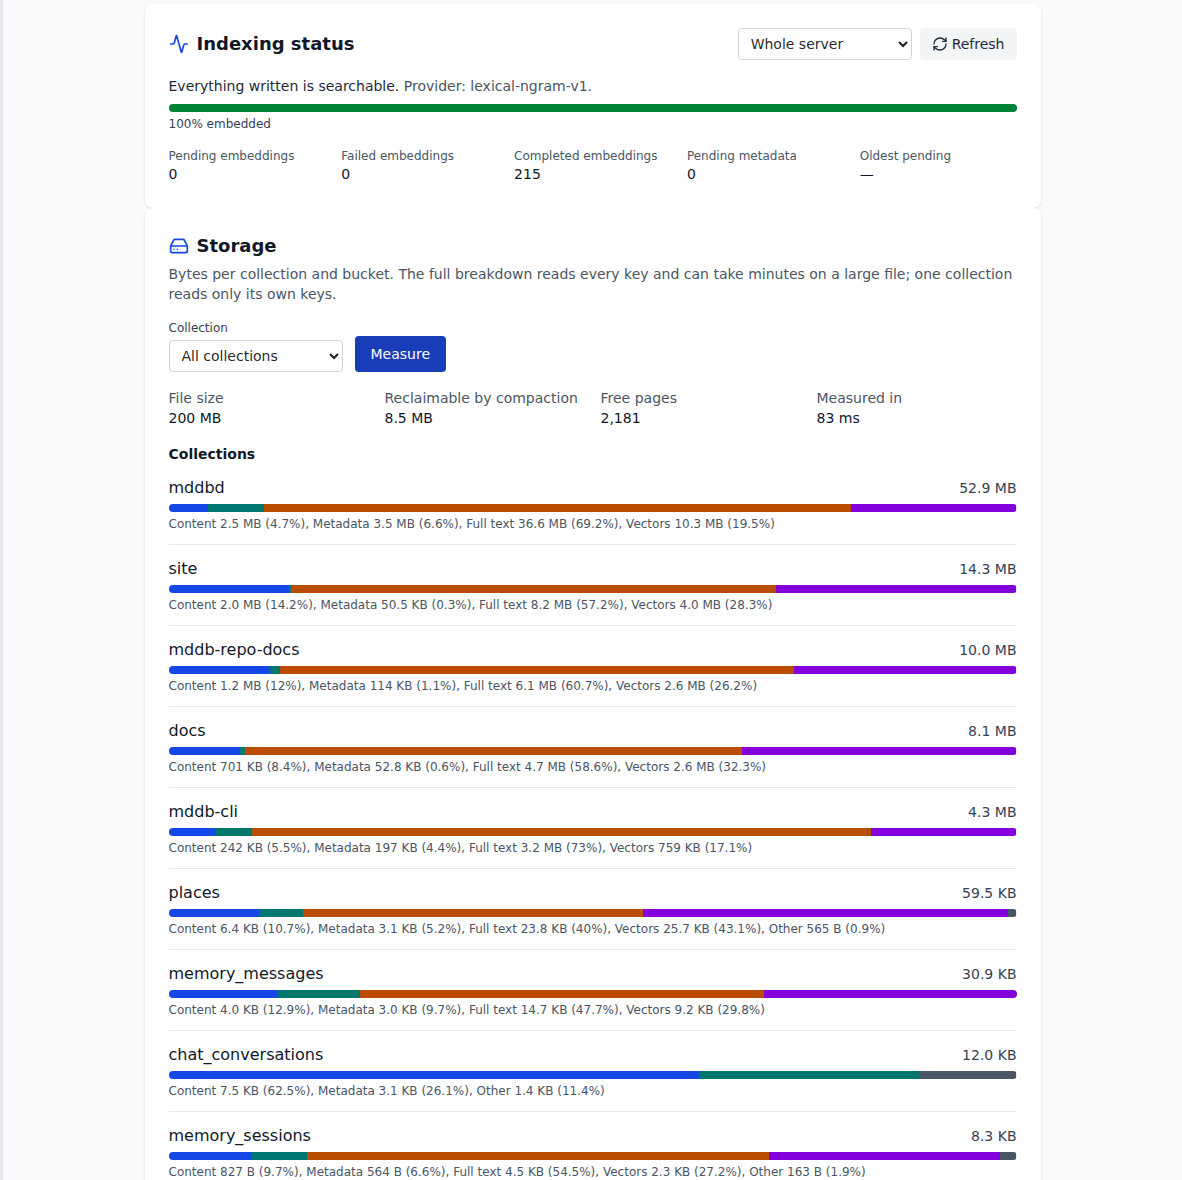 Indexing status
Whole server
Refresh
Everything written is searchable. Provider: lexical-ngram-v1.
100% embedded
Pending embeddings Failed embeddings Completed embeddings Pending metadata Oldest pending
0 0 215 0 —
Storage
Bytes per collection and bucket. The full breakdown reads every key and can take minutes on a large file; one collection
reads only its own keys.
Collection
All collections
Measure
File size Reclaimable by compaction Free pages Measured in
200 MB 8.5 MB 2,181 83 ms
Collections
mddbd 52.9 MB
Content 2.5 MB (4.7%), Metadata 3.5 MB (6.6%), Full text 36.6 MB (69.2%), Vectors 10.3 MB (19.5%)
site 14.3 MB
Content 2.0 MB (14.2%), Metadata 50.5 KB (0.3%), Full text 8.2 MB (57.2%), Vectors 4.0 MB (28.3%)
mddb-repo-docs 10.0 MB
Content 1.2 MB (12%), Metadata 114 KB (1.1%), Full text 6.1 MB (60.7%), Vectors 2.6 MB (26.2%)
docs 8.1 MB
Content 701 KB (8.4%), Metadata 52.8 KB (0.6%), Full text 4.7 MB (58.6%), Vectors 2.6 MB (32.3%)
mddb-cli 4.3 MB
Content 242 KB (5.5%), Metadata 197 KB (4.4%), Full text 3.2 MB (73%), Vectors 759 KB (17.1%)
places 59.5 KB
Content 6.4 KB (10.7%), Metadata 3.1 KB (5.2%), Full text 23.8 KB (40%), Vectors 25.7 KB (43.1%), Other 565 B (0.9%)
memory_messages 30.9 KB
Content 4.0 KB (12.9%), Metadata 3.0 KB (9.7%), Full text 14.7 KB (47.7%), Vectors 9.2 KB (29.8%)
chat_conversations 12.0 KB
Content 7.5 KB (62.5%), Metadata 3.1 KB (26.1%), Other 1.4 KB (11.4%)
memory_sessions 8.3 KB
Content 827 B (9.7%), Metadata 564 B (6.6%), Full text 4.5 KB (54.5%), Vectors 2.3 KB (27.2%), Other 163 B (1.9%)